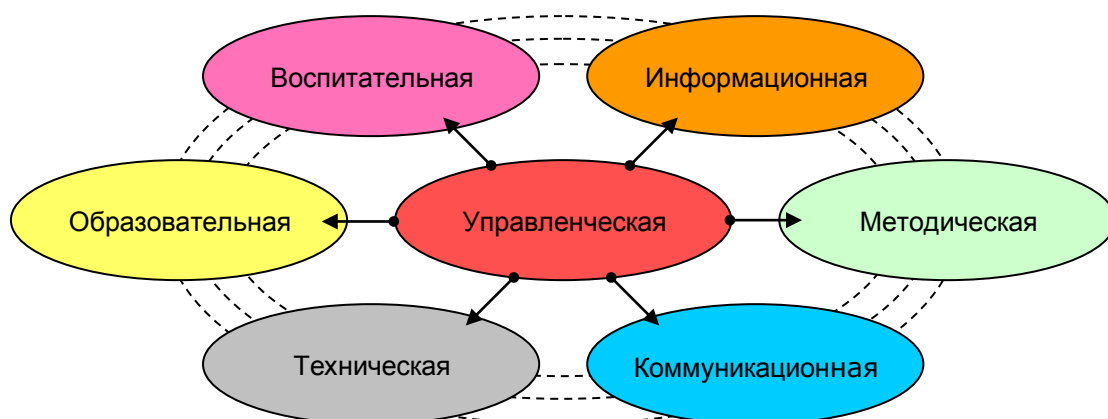 Воспитательная
Информационная
Образовательная
Управленческая
Методическая
Техническая
Коммуникационная